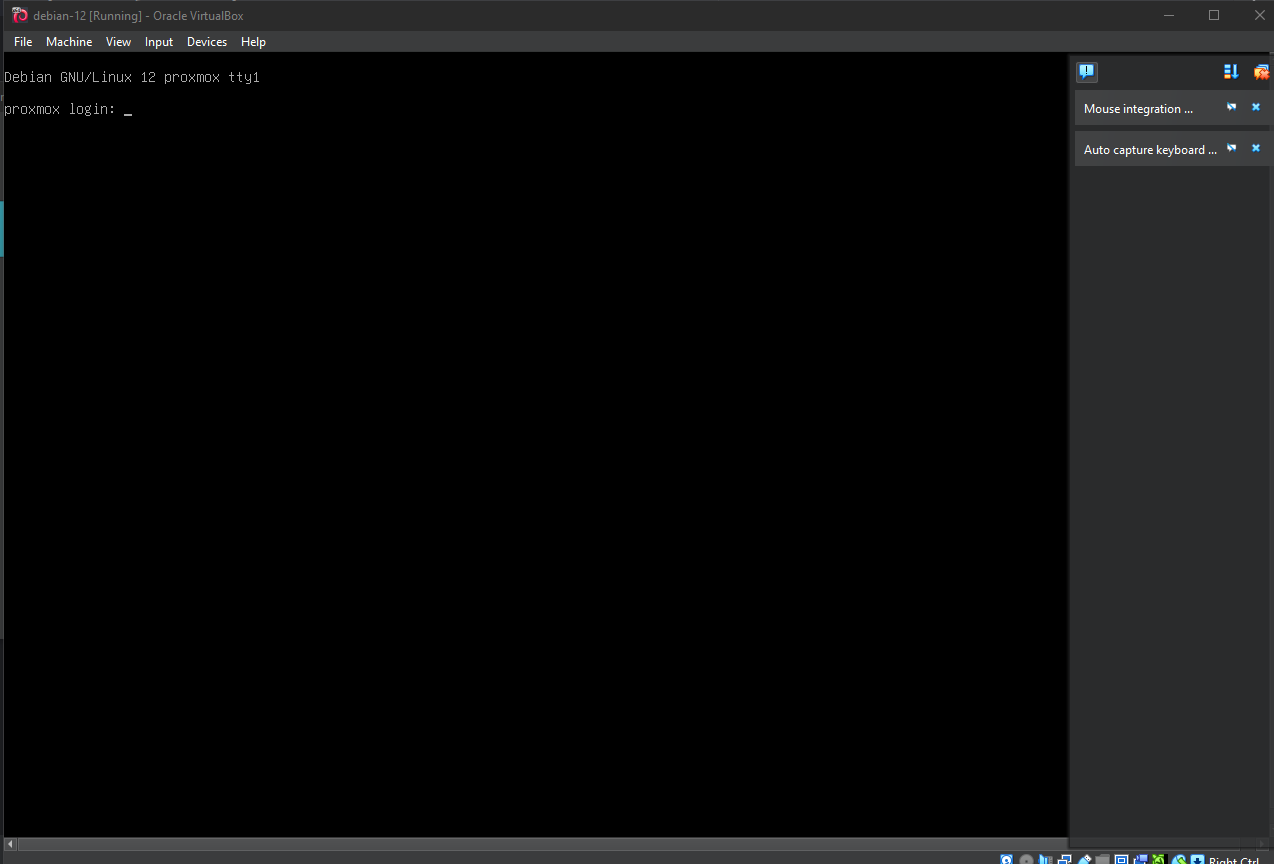 debian-12 [Running] - Oracle VirtualBox
File Machine View Input Devices Help
Debian GNU/Linux 12 proxmox tty1
proxmox login: _
Mouse integration ...
Auto capture keyboard ...
Right Ctrl